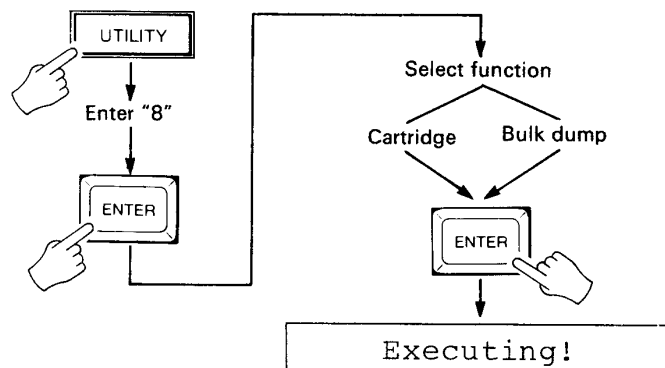 UTILITY
Enter “8”
ENTER
Select function
Cartridge
Bulk dump
ENTER
Executing!